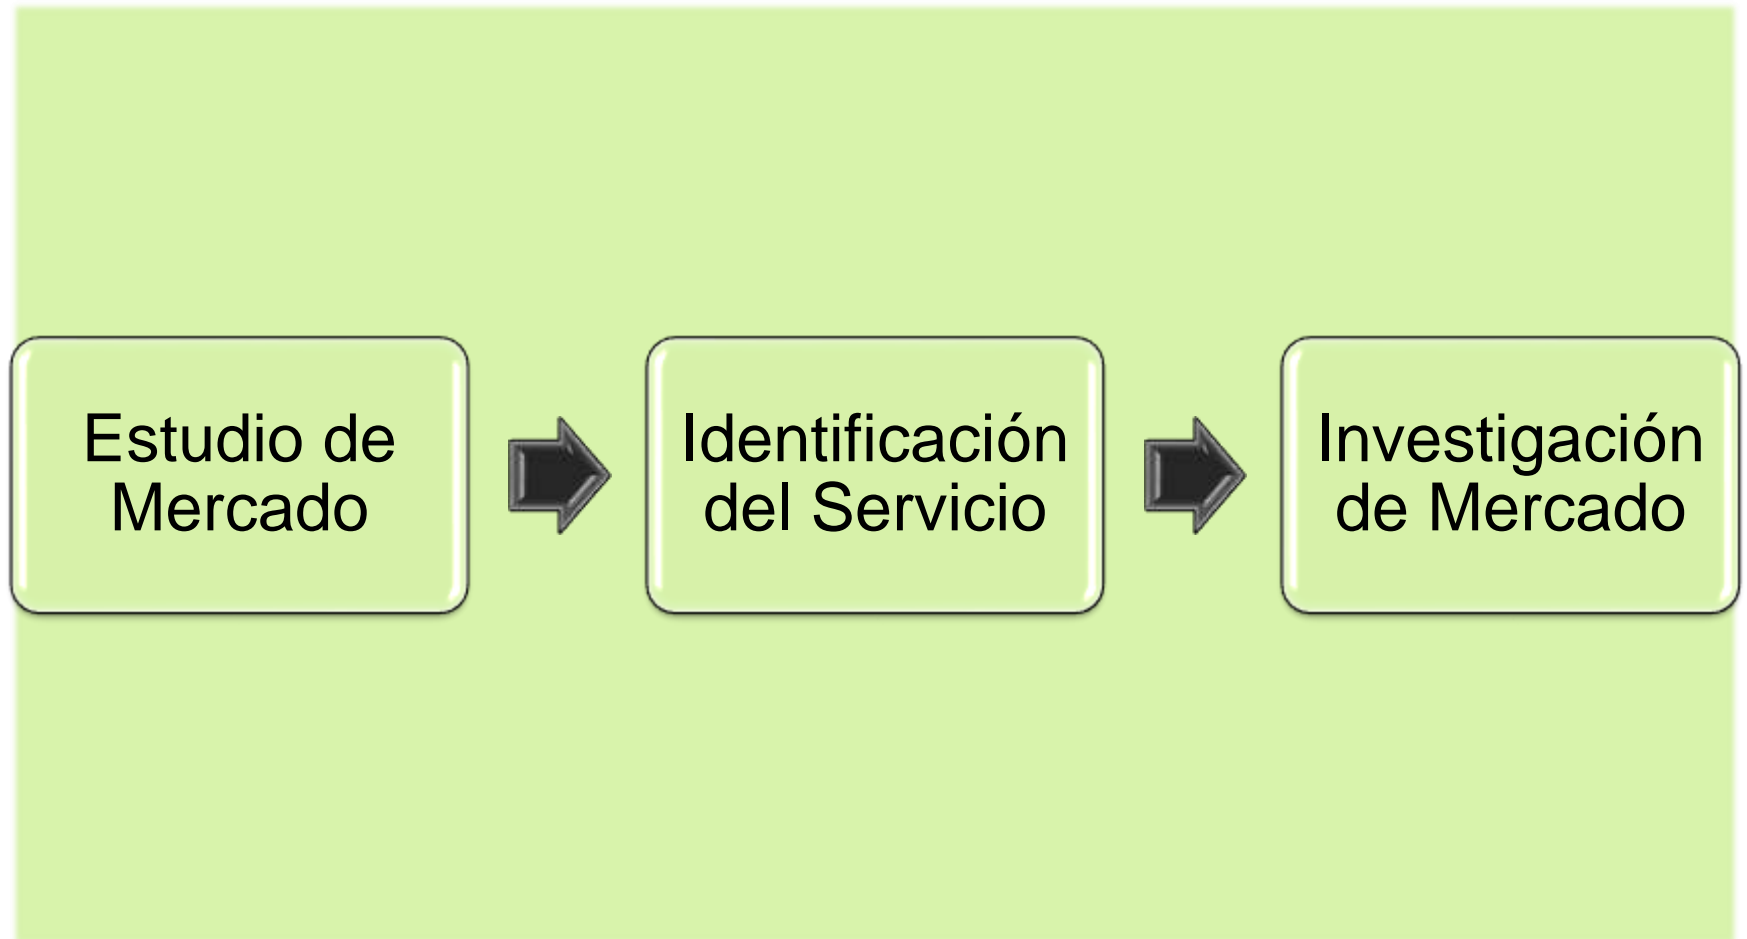 Estudio de
Mercado
Identificación
del Servicio
Investigación
de Mercado